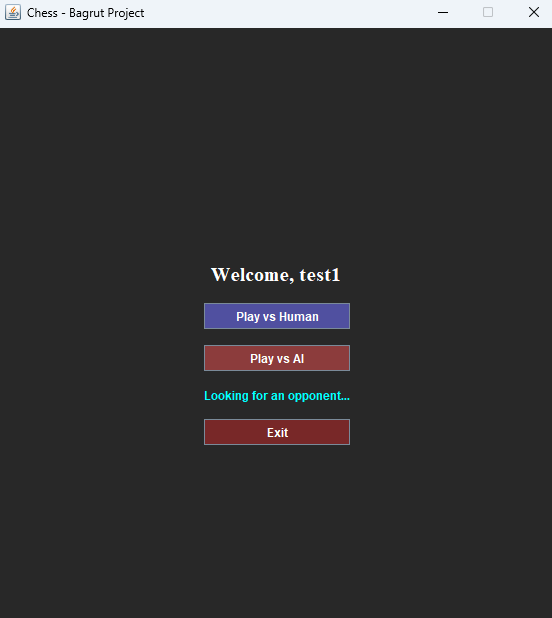 Chess - Bagrut Project
Welcome, test1
Play vs Human
Play vs AI
Looking for an opponent...
Exit